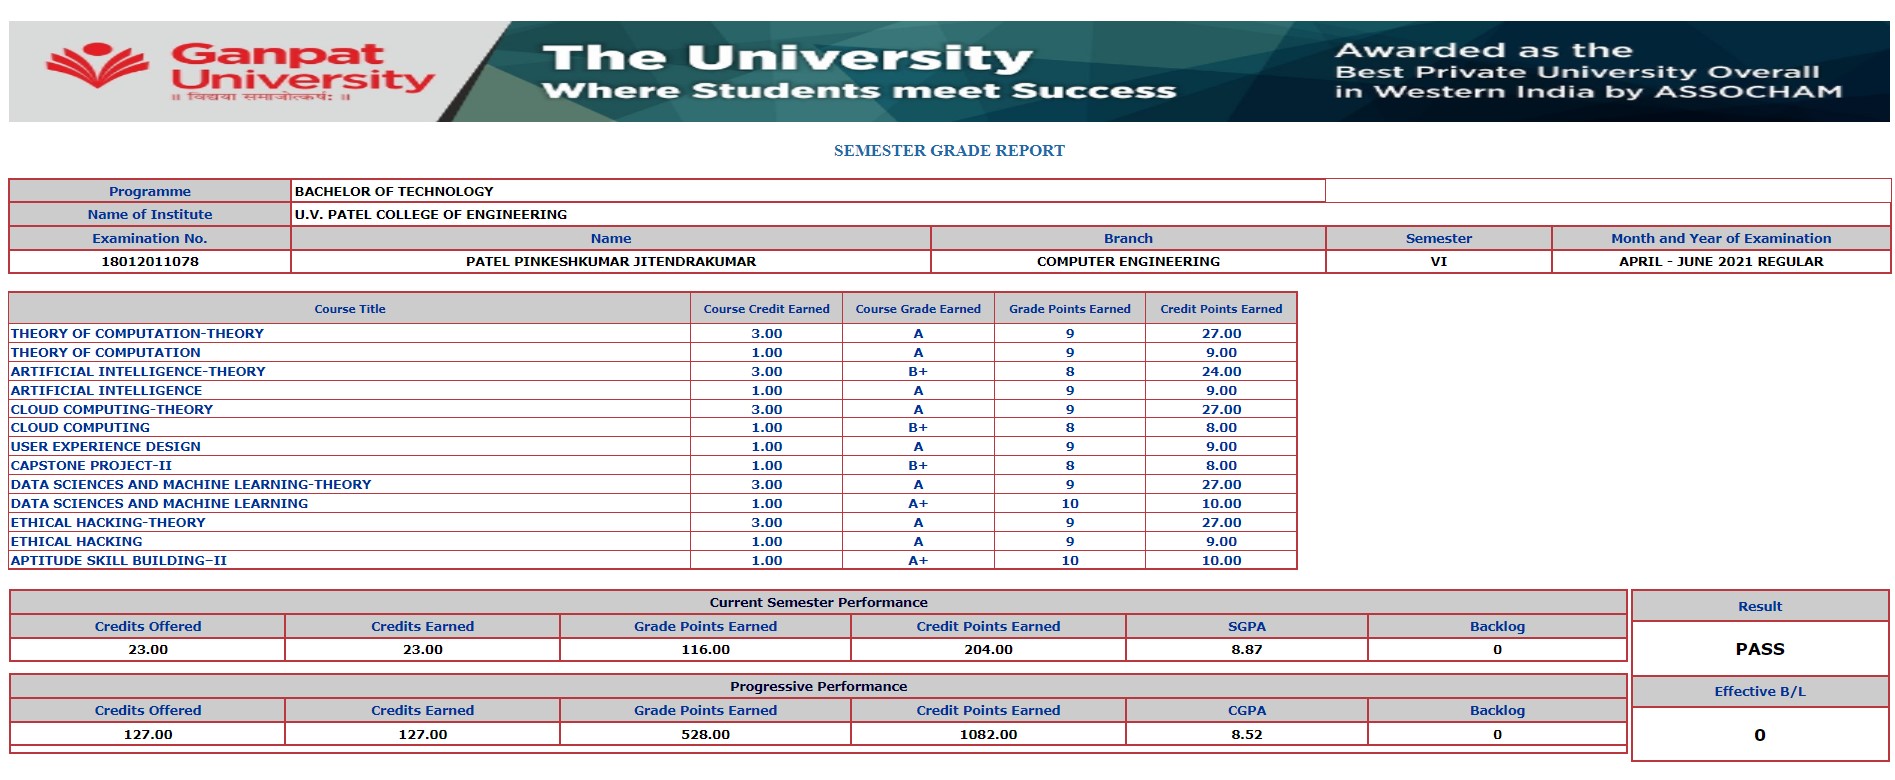 Ganpat
University
॥ विद्यया समाजोत्कर्षः ॥
The University
Where Students meet Success
Awarded as the
Best Private University Overall
in Western India by ASSOCHAM
SEMESTER GRADE REPORT
Programme BACHELOR OF TECHNOLOGY
Name of Institute U.V. PATEL COLLEGE OF ENGINEERING
Examination No. Name Branch Semester Month and Year of Examination
18012011078 PATEL PINKESHKUMAR JITENDRAKUMAR COMPUTER ENGINEERING VI APRIL - JUNE 2021 REGULAR
Course Title Course Credit Earned Course Grade Earned Grade Points Earned Credit Points Earned
THEORY OF COMPUTATION-THEORY 3.00 A 9 27.00
THEORY OF COMPUTATION 1.00 A 9 9.00
ARTIFICIAL INTELLIGENCE-THEORY 3.00 B+ 8 24.00
ARTIFICIAL INTELLIGENCE 1.00 A 9 9.00
CLOUD COMPUTING-THEORY 3.00 A 9 27.00
CLOUD COMPUTING 1.00 B+ 8 8.00
USER EXPERIENCE DESIGN 1.00 A 9 9.00
CAPSTONE PROJECT-II 1.00 B+ 8 8.00
DATA SCIENCES AND MACHINE LEARNING-THEORY 3.00 A 9 27.00
DATA SCIENCES AND MACHINE LEARNING 1.00 A+ 10 10.00
ETHICAL HACKING-THEORY 3.00 A 9 27.00
ETHICAL HACKING 1.00 A 9 9.00
APTITUDE SKILL BUILDING–II 1.00 A+ 10 10.00
Current Semester Performance
Credits Offered Credits Earned Grade Points Earned Credit Points Earned SGPA Backlog
23.00 23.00 116.00 204.00 8.87 0
Progressive Performance
Credits Offered Credits Earned Grade Points Earned Credit Points Earned CGPA Backlog
127.00 127.00 528.00 1082.00 8.52 0
Result
PASS
Effective B/L
0